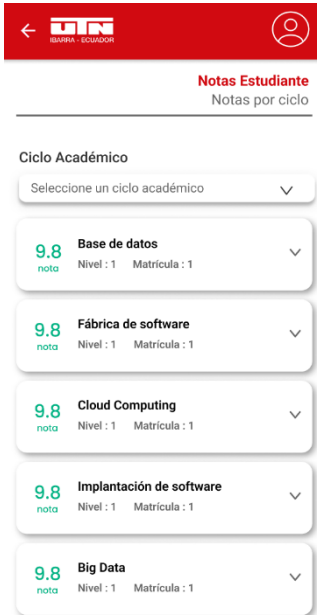 UTN
IBARRA - ECUADOR
Notas Estudiante
Notas por ciclo
Ciclo Académico
Seleccione un ciclo académico
9.8
nota
Base de datos
Nivel : 1 Matrícula : 1
9.8
nota
Fábrica de software
Nivel : 1 Matrícula : 1
9.8
nota
Cloud Computing
Nivel : 1 Matrícula : 1
9.8
nota
Implantación de software
Nivel : 1 Matrícula : 1
9.8
nota
Big Data
Nivel : 1 Matrícula : 1